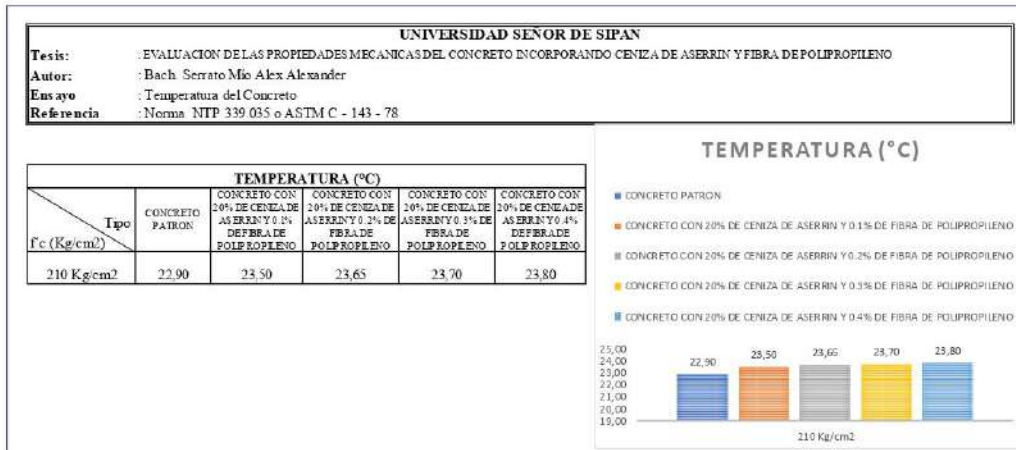 UNIVERSIDAD SEÑOR DE SIPAN
Tesis: : EVALUACION DE LAS PROPIEDADES MECANICAS DEL CONCRETO INCORPORANDO CENIZA DE ASERRIN Y FIBRA DE POLIPROPILENO
Autor: : Bach. Serrato Mio Alex Alexander
Ensayo : Temperatura del Concreto
Referencia : Norma NTP 339.035 o ASTM C - 143 - 78
TEMPERATURA (°C)
Tipo
f'c (Kg/cm2)
CONCRETO
PATRON
CONCRETO CON
20% DE CENIZA DE
ASERRIN Y 0.1%
DE FIBRA DE
POLIPROPILENO
CONCRETO CON
20% DE CENIZA DE
ASERRIN Y 0.2% DE
FIBRA DE
POLIPROPILENO
CONCRETO CON
20% DE CENIZA DE
ASERRIN Y 0.3% DE
FIBRA DE
POLIPROPILENO
CONCRETO CON
20% DE CENIZA DE
ASERRIN Y 0.4%
DE FIBRA DE
POLIPROPILENO
210 Kg/cm2 22,90 23,50 23,65 23,70 23,80
TEMPERATURA (°C)
CONCRETO PATRON
CONCRETO CON 20% DE CENIZA DE ASERRIN Y 0.1% DE FIBRA DE POLIPROPILENO
CONCRETO CON 20% DE CENIZA DE ASERRIN Y 0.2% DE FIBRA DE POLIPROPILENO
CONCRETO CON 20% DE CENIZA DE ASERRIN Y 0.3% DE FIBRA DE POLIPROPILENO
CONCRETO CON 20% DE CENIZA DE ASERRIN Y 0.4% DE FIBRA DE POLIPROPILENO
25,00
24,00
23,00
22,00
21,00
20,00
19,00
22,90 23,50 23,65 23,70 23,80
210 Kg/cm2